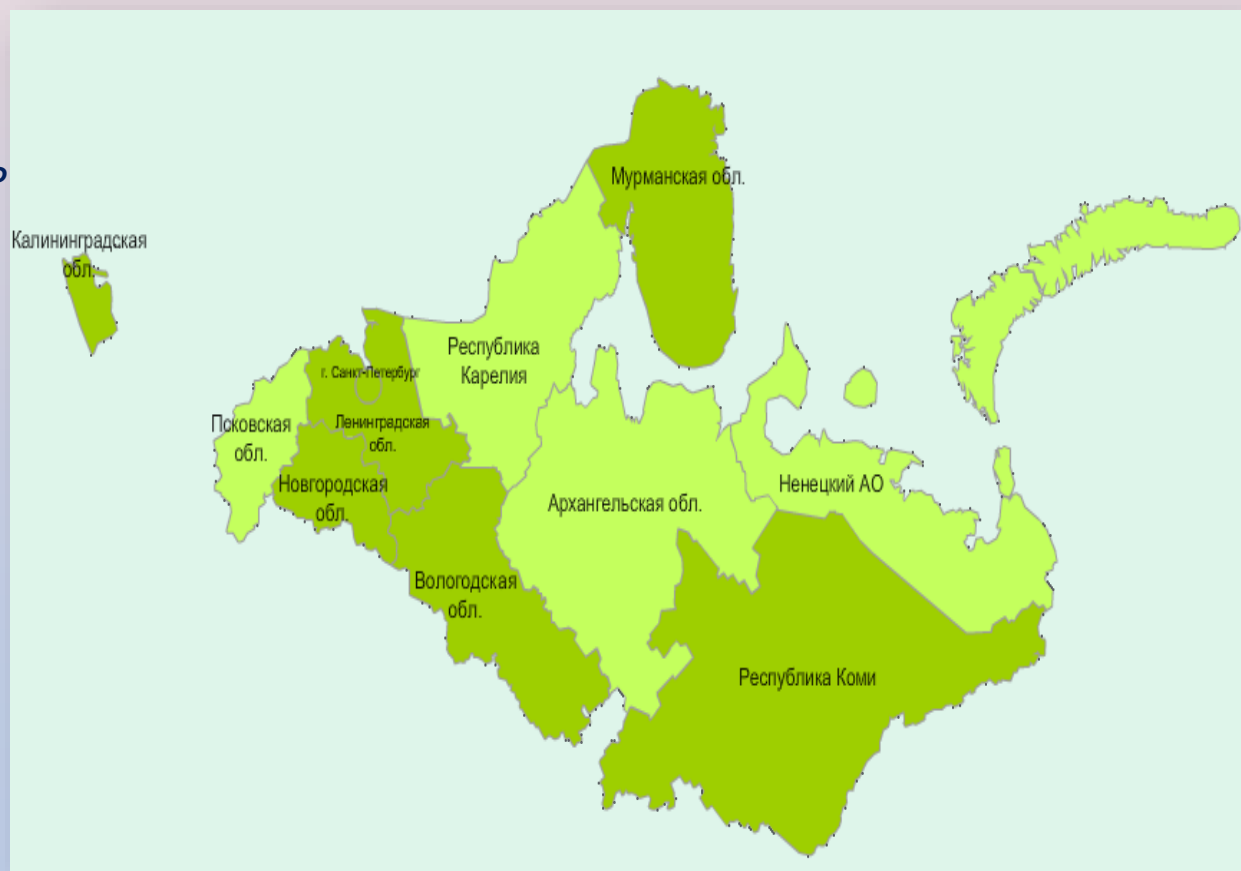 Мурманская обл.
Калининградская
обл.
Республика
Карелия
г. Санкт-Петербург
Псковская
обл.
Ленинградская
обл.
Новгородская
обл.
Архангельская обл.
Ненецкий АО
Вологодская
обл.
Республика Коми